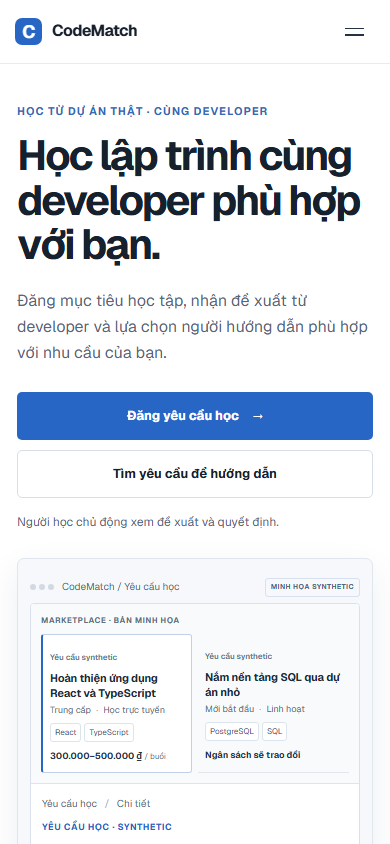 C CodeMatch
HỌC TỪ DỰ ÁN THẬT · CÙNG DEVELOPER
Học lập trình cùng
developer phù hợp
với bạn.
Đăng mục tiêu học tập, nhận đề xuất từ
developer và lựa chọn người hướng dẫn phù hợp
với nhu cầu của bạn.
Đăng yêu cầu học →
Tìm yêu cầu để hướng dẫn
Người học chủ động xem đề xuất và quyết định.
CodeMatch / Yêu cầu học
MINH HỌA SYNTHETIC
MARKETPLACE · BẢN MINH HỌA
Yêu cầu synthetic
Hoàn thiện ứng dụng
React và TypeScript
Trung cấp · Học trực tuyến
React TypeScript
300.000–500.000 ₫ / buổi
Yêu cầu synthetic
Nắm nền tảng SQL qua dự
án nhỏ
Mới bắt đầu · Linh hoạt
PostgreSQL SQL
Ngân sách sẽ trao đổi
Yêu cầu học / Chi tiết
YÊU CẦU HỌC · SYNTHETIC